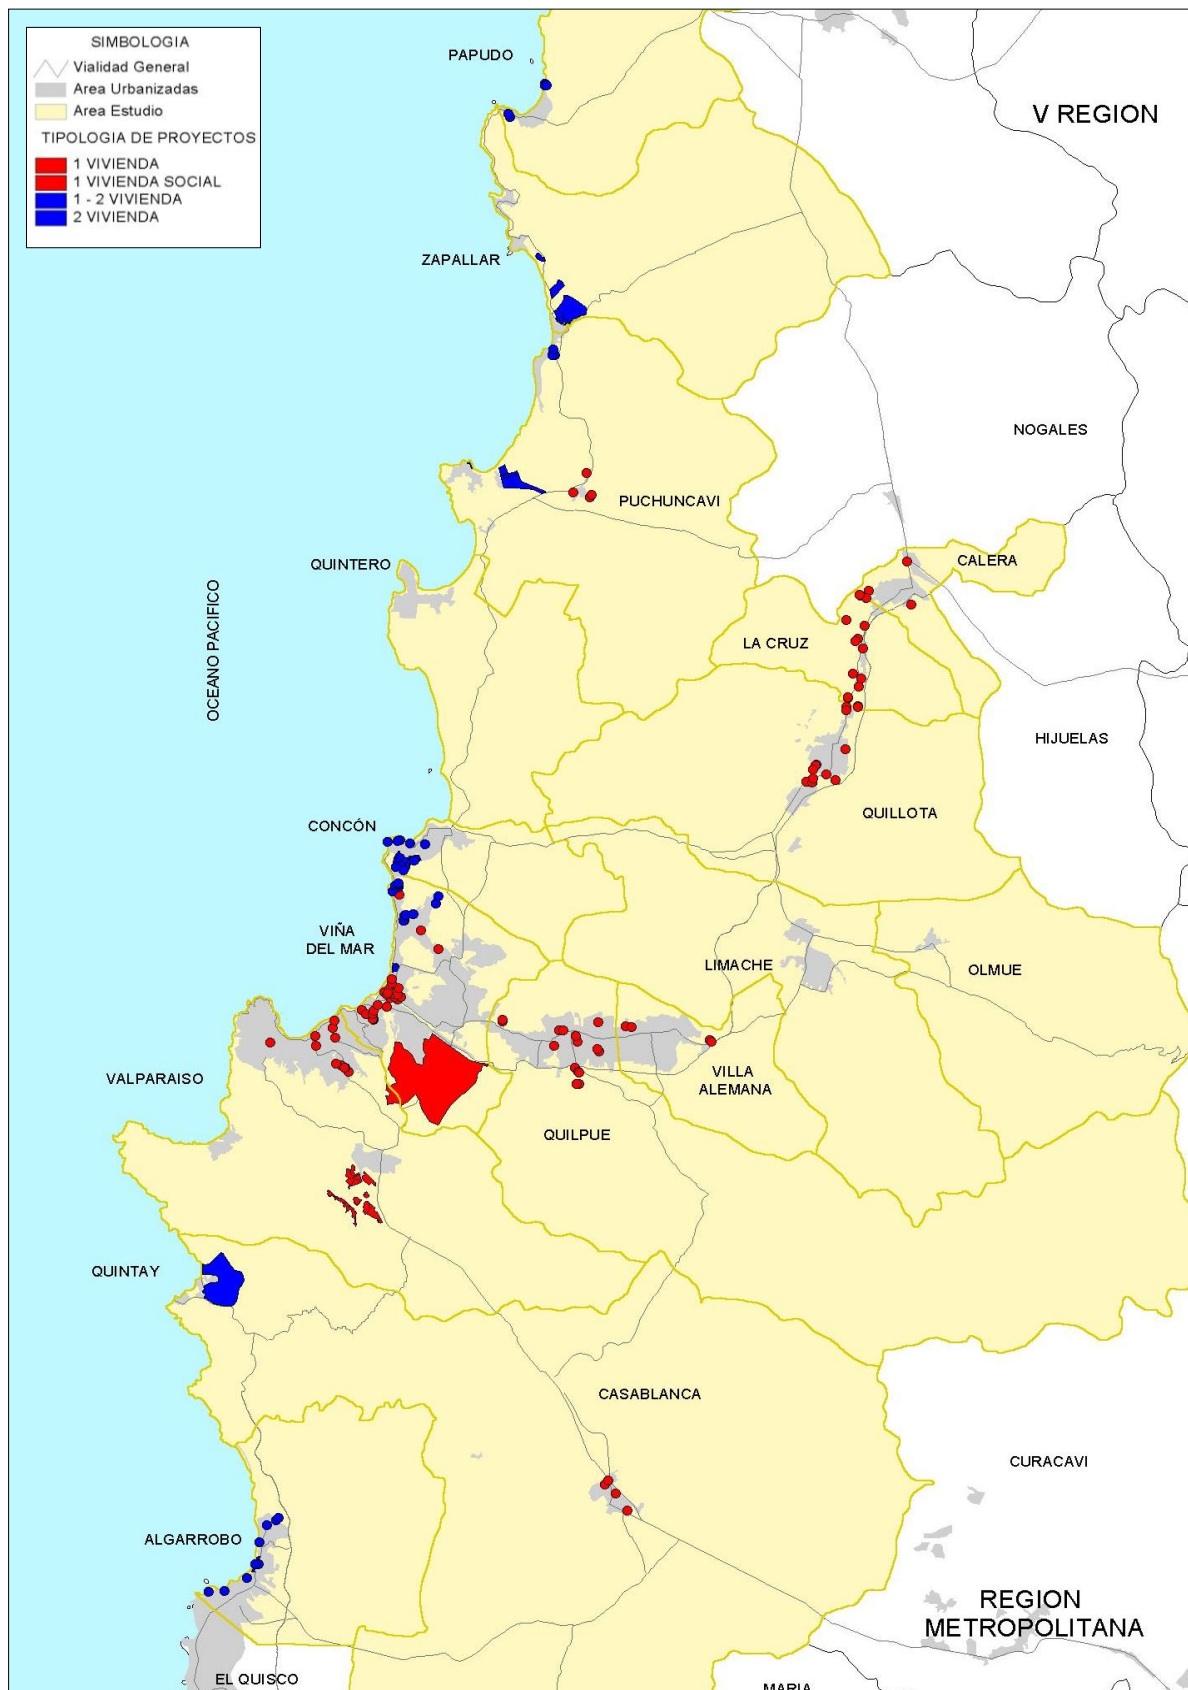 SIMBOLOGIA
Vialidad General
Area Urbanizadas
Area Estudio
TIPOLOGIA DE PROYECTOS
1 VIVIENDA
1 VIVIENDA SOCIAL
1 - 2 VIVIENDA
2 VIVIENDA
PAPUDO
V REGION
ZAPALLAR
NOGALES
PUCHUNCAVI
QUINTERO
CALERA
OCEANO PACIFICO
LA CRUZ
HIJUELAS
QUILLOTA
CONCÓN
VIÑA
DEL MAR
LIMACHE
OLMUE
VALPARAISO
VILLA
ALEMANA
QUILPUE
QUINTAY
CASABLANCA
CURACAVI
ALGARROBO
REGION
METROPOLITANA
EL QUISCO
MARIA